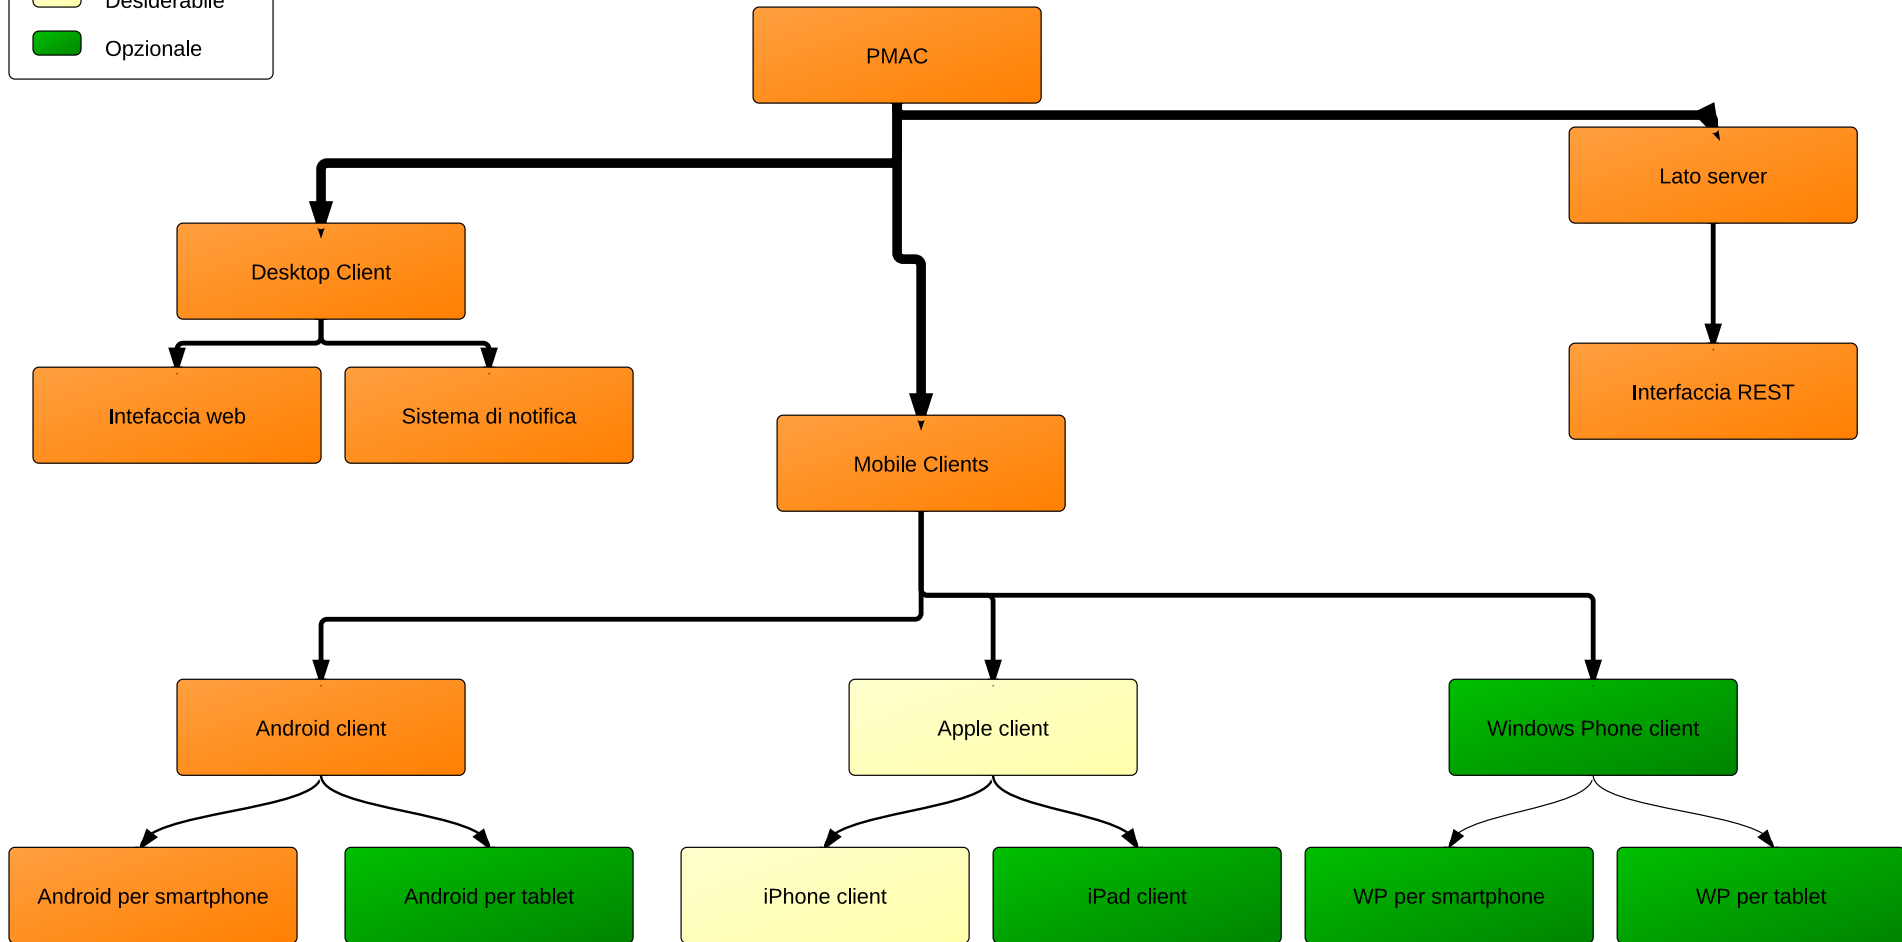 Desiderabile
Opzionale
PMAC
Lato server
Desktop Client
Intefaccia web
Sistema di notifica
Interfaccia REST
Mobile Clients
Android client
Apple client
Windows Phone client
Android per smartphone
Android per tablet
iPhone client
iPad client
WP per smartphone
WP per tablet